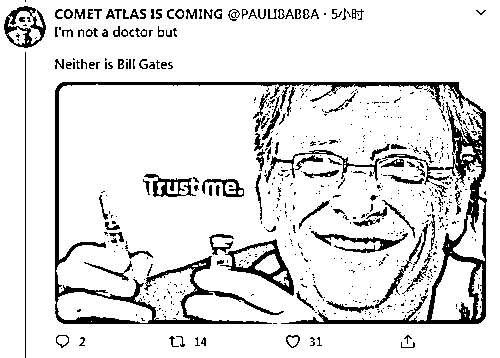 COMET ATLAS IS COMING @PAULI8ABBA · 5小时
I'm not a doctor but
Neither is Bill Gates
Trust me.
2 14 31